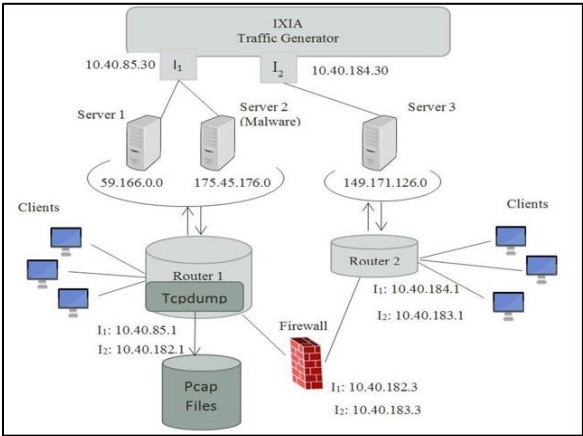 IXIA
Traffic Generator
10.40.85.30
I₁
I₂
10.40.184.30
Server 1
Server 2
(Malware)
Server 3
59.166.0.0
175.45.176.0
149.171.126.0
Clients
Clients
Router 1
Tcpdump
Router 2
I₁: 10.40.184.1
I₂: 10.40.183.1
I₁: 10.40.85.1
I₂: 10.40.182.1
Firewall
Pcap
Files
I₁: 10.40.182.3
I₂: 10.40.183.3